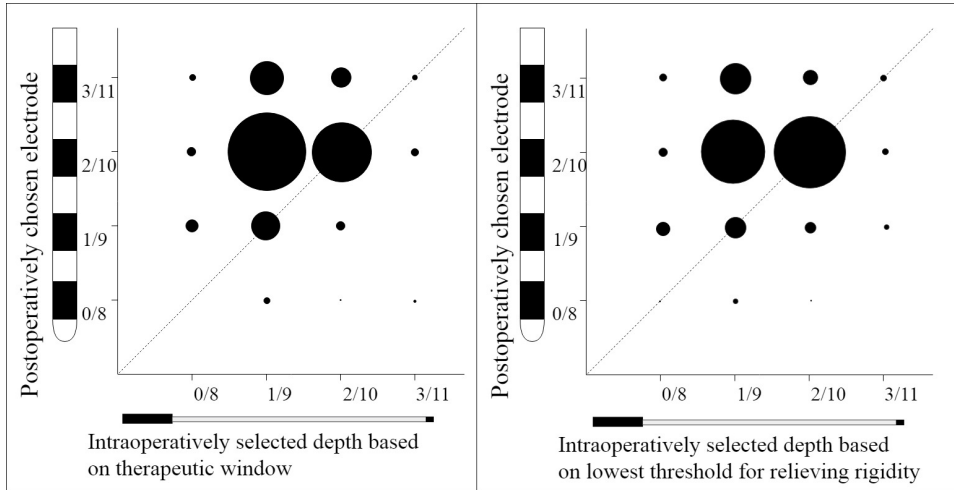 Postoperatively chosen electrode
3/11
2/10
1/9
0/8
0/8 1/9 2/10 3/11
Intraoperatively selected depth based
on therapeutic window
Postoperatively chosen electrode
3/11
2/10
1/9
0/8
0/8 1/9 2/10 3/11
Intraoperatively selected depth based
on lowest threshold for relieving rigidity